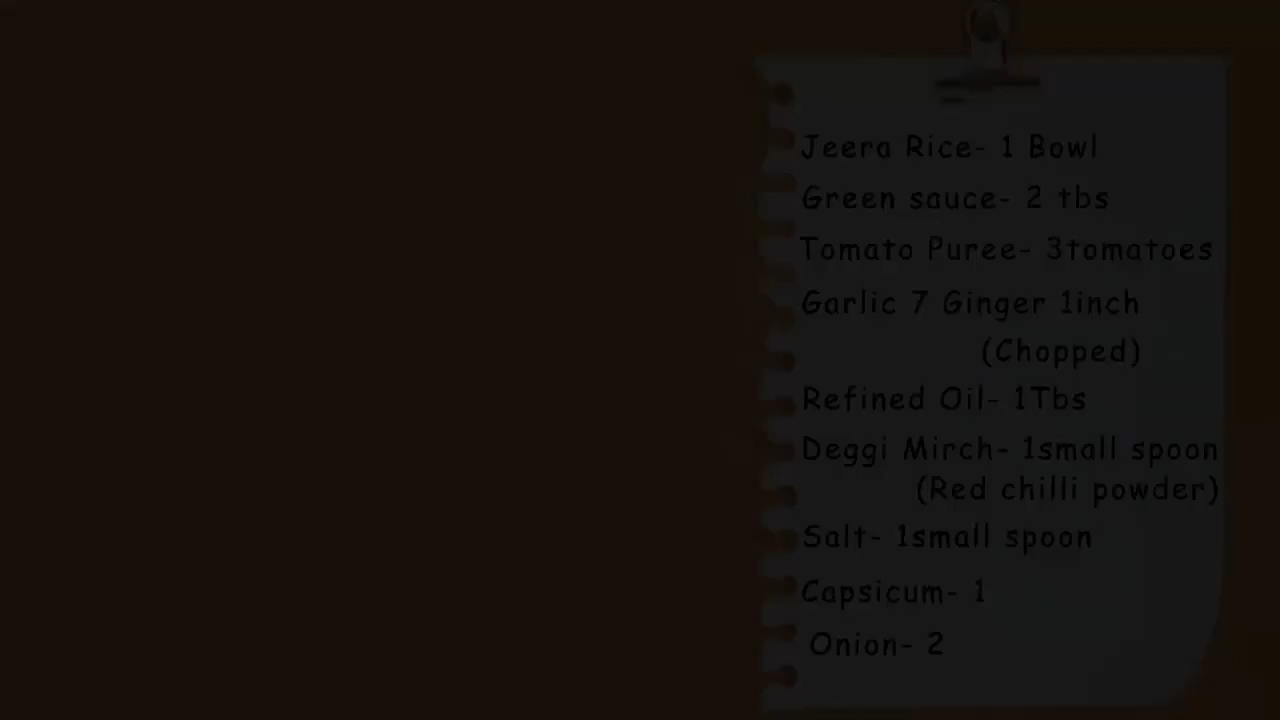 Jeera Rice- 1 Bowl
Green sauce- 2 tbs
Tomato Puree- 3tomatoes
Garlic 7 Ginger 1inch
(Chopped)
Refined Oil- 1Tbs
Deggi Mirch- 1small spoon
(Red chilli powder)
Salt- 1small spoon
Capsicum- 1
Onion- 2